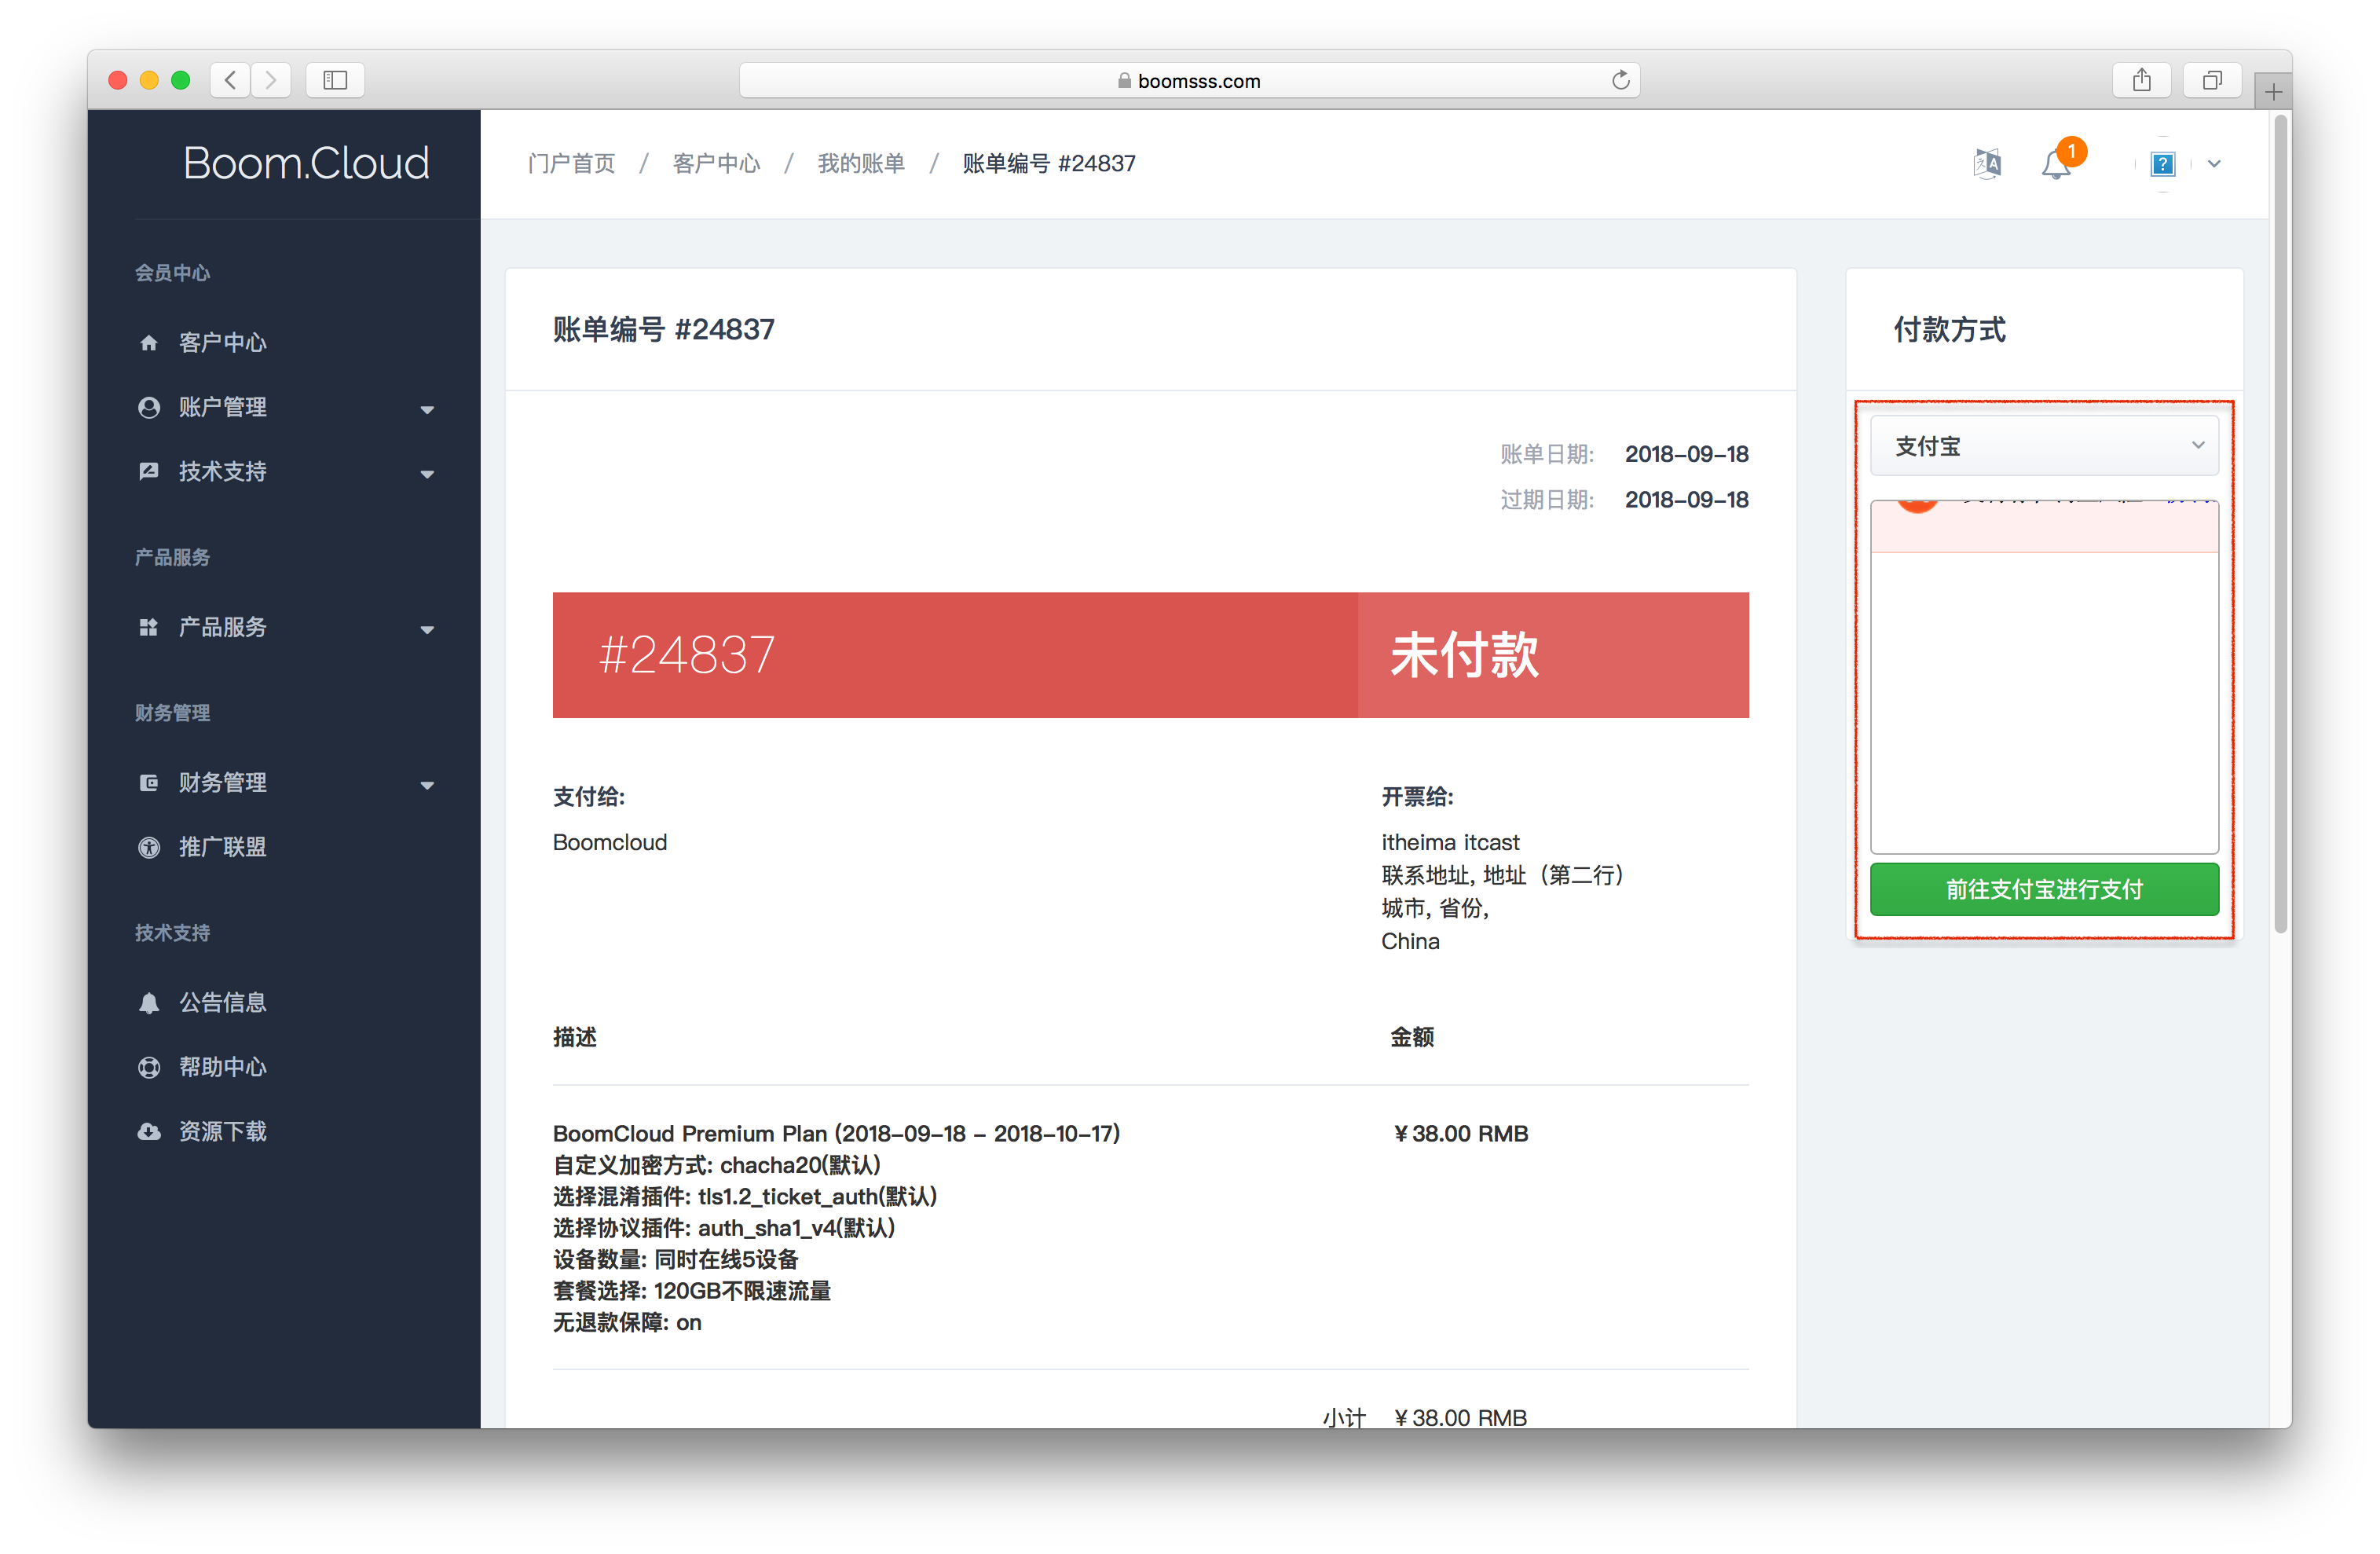 boomsss.com
Boom.Cloud
门户首页 / 客户中心 / 我的账单 / 账单编号 #24837
1
会员中心
客户中心
账户管理
技术支持
产品服务
产品服务
财务管理
财务管理
推广联盟
技术支持
公告信息
帮助中心
资源下载
账单编号 #24837
账单日期: 2018-09-18
过期日期: 2018-09-18
#24837
未付款
支付给:
Boomcloud
开票给:
itheima itcast
联系地址, 地址（第二行）
城市, 省份,
China
描述 金额
BoomCloud Premium Plan (2018-09-18 - 2018-10-17) ¥38.00 RMB
自定义加密方式: chacha20(默认)
选择混淆插件: tls1.2_ticket_auth(默认)
选择协议插件: auth_sha1_v4(默认)
设备数量: 同时在线5设备
套餐选择: 120GB不限速流量
无退款保障: on
小计 ¥38.00 RMB
付款方式
支付宝
前往支付宝进行支付